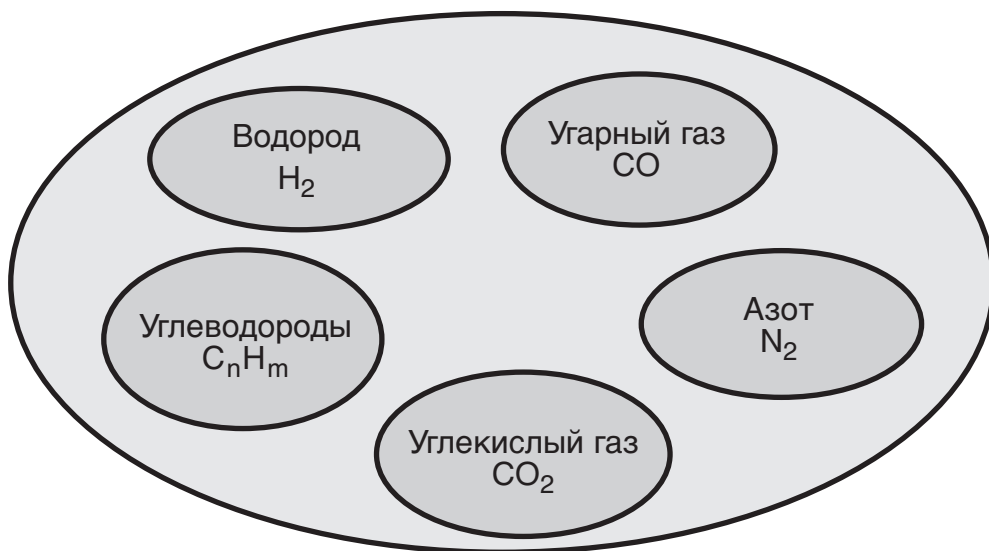 Водород
H₂
Угарный газ
CO
Углеводороды
CₙHₘ
Азот
N₂
Углекислый газ
CO₂